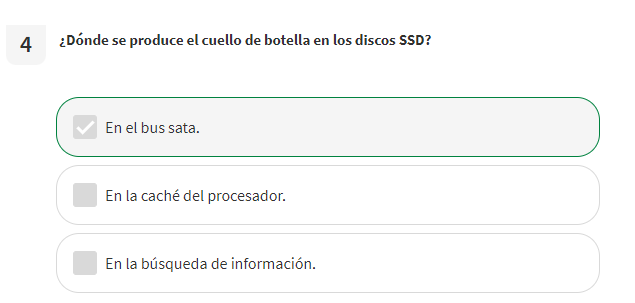 4
¿Dónde se produce el cuello de botella en los discos SSD?
En el bus sata.
En la caché del procesador.
En la búsqueda de información.